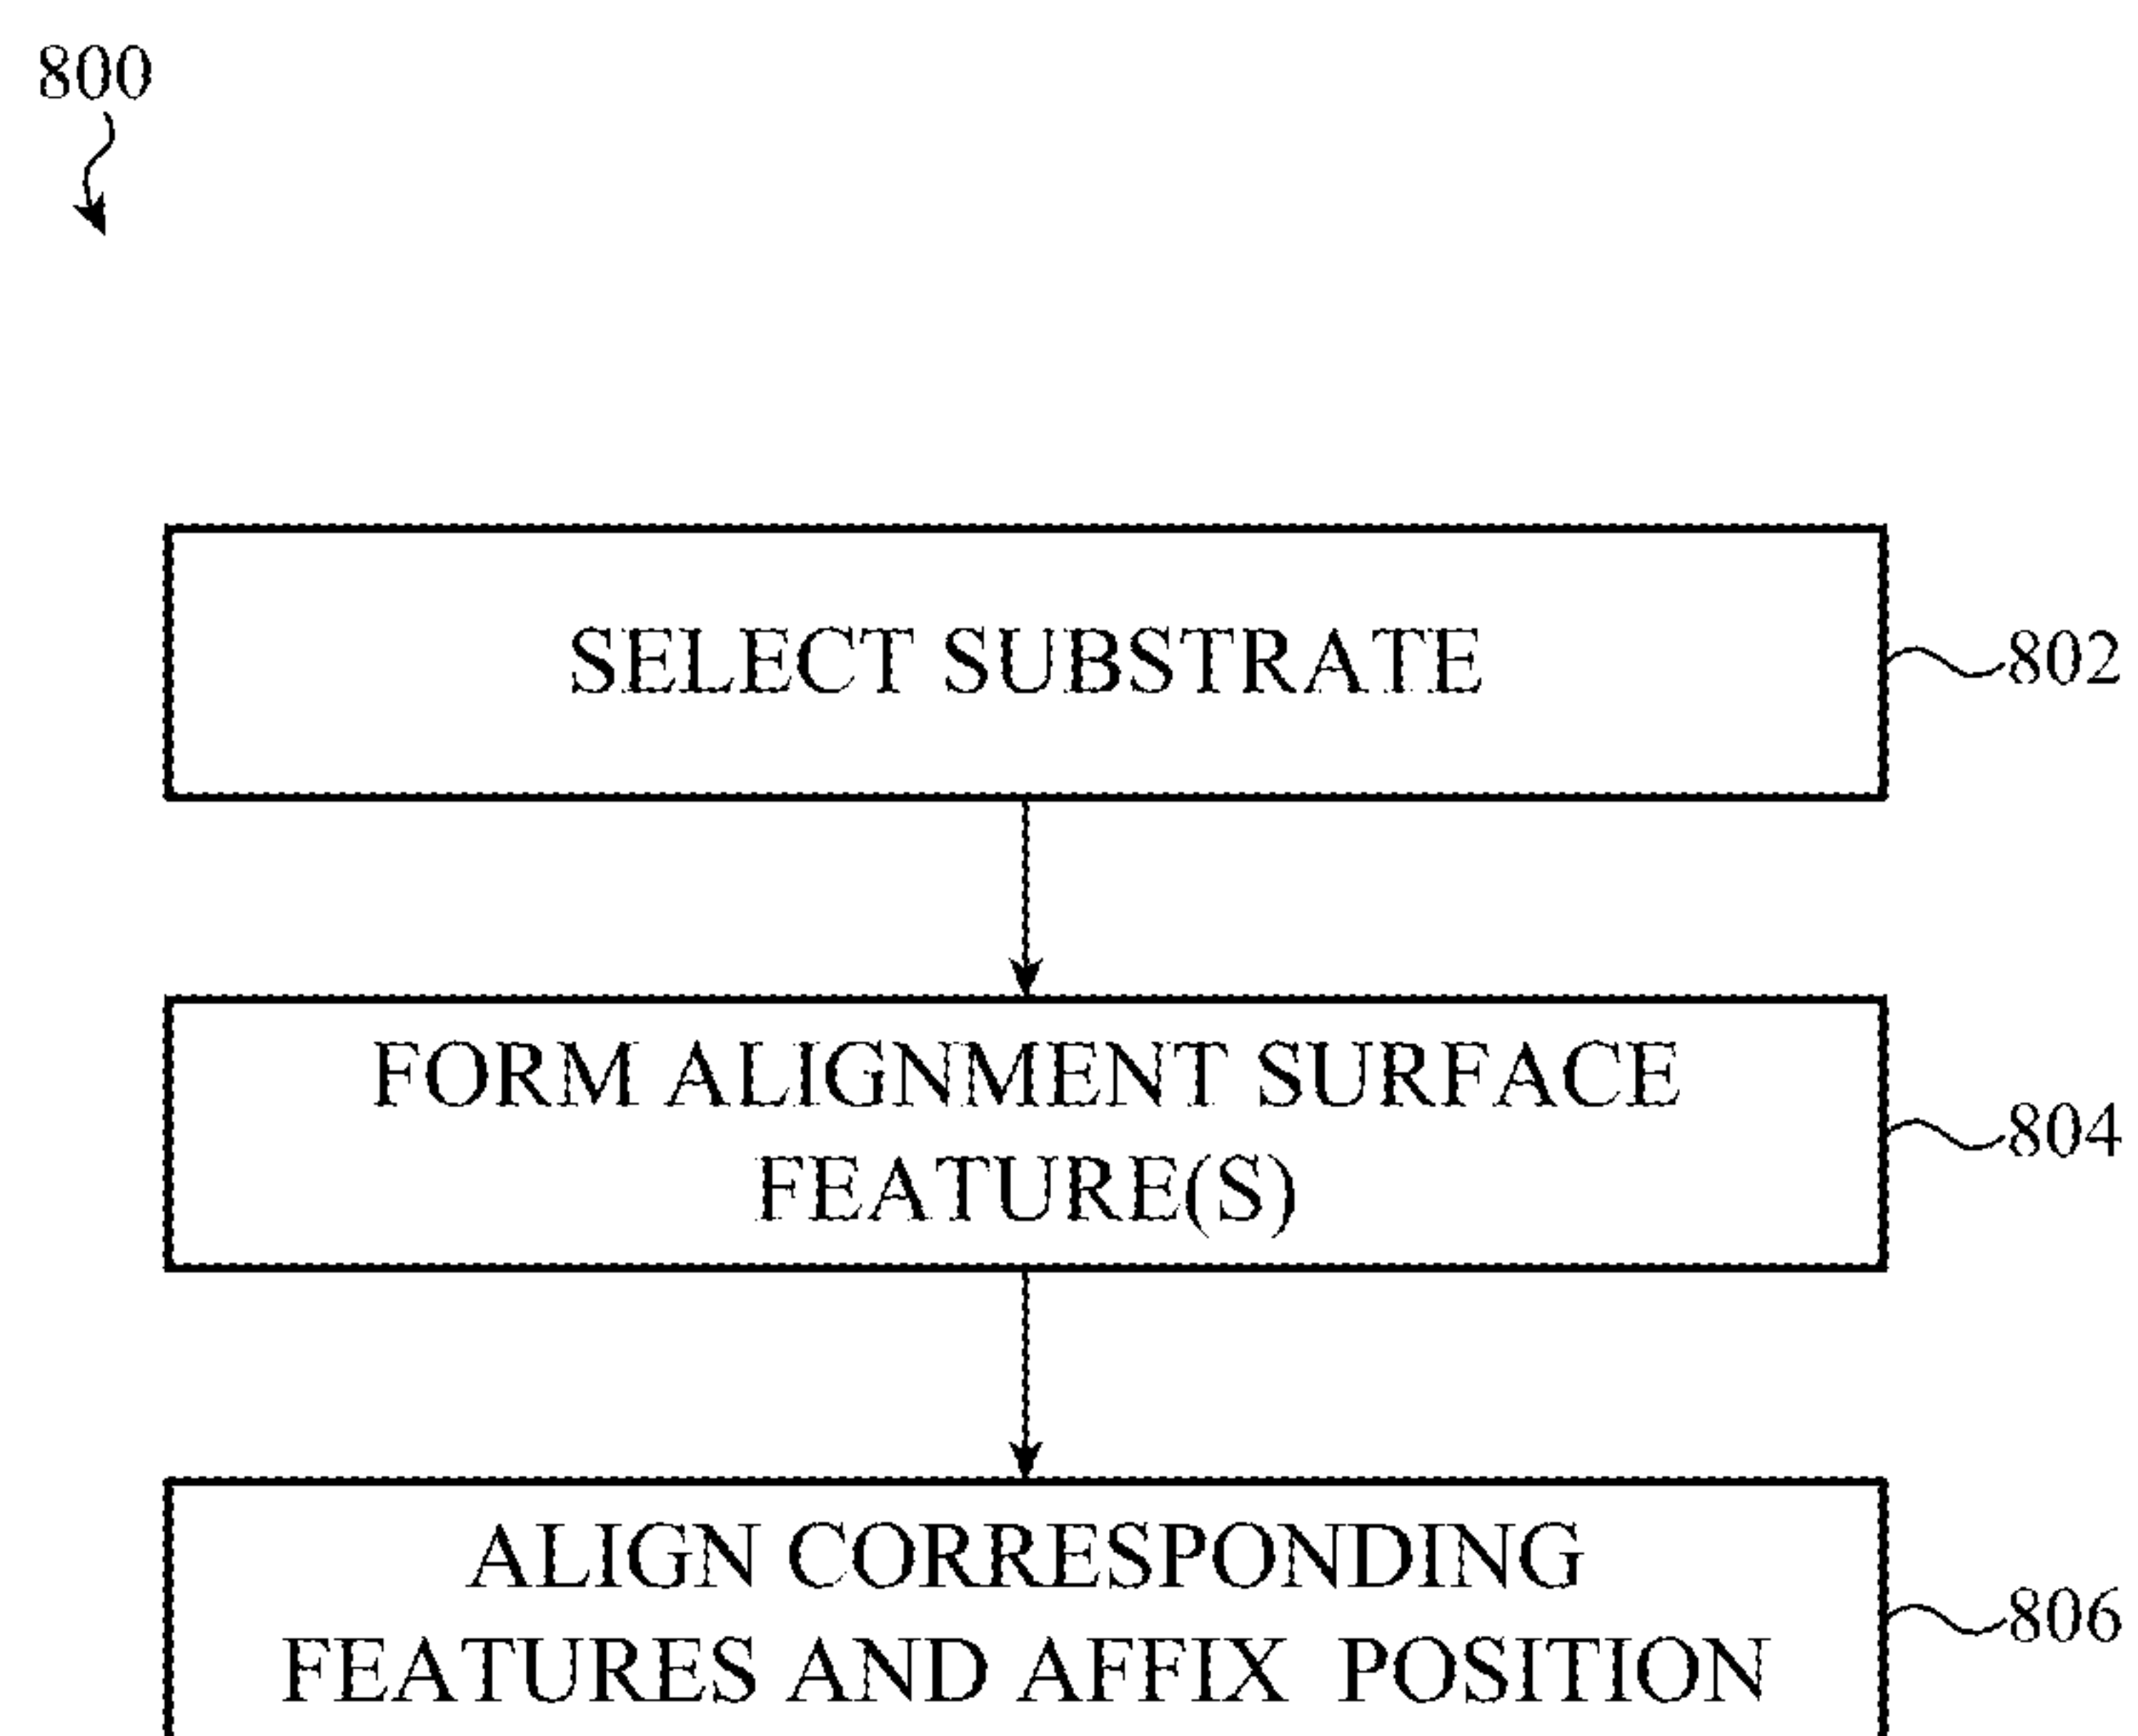 800
SELECT SUBSTRATE
802
FORM ALIGNMENT SURFACE
FEATURE(S)
804
ALIGN CORRESPONDING
FEATURES AND AFFIX POSITION
806